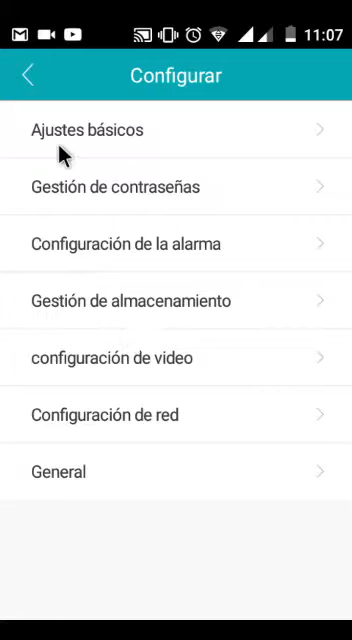 11:07
Configurar
Ajustes básicos
Gestión de contraseñas
Configuración de la alarma
Gestión de almacenamiento
configuración de video
Configuración de red
General